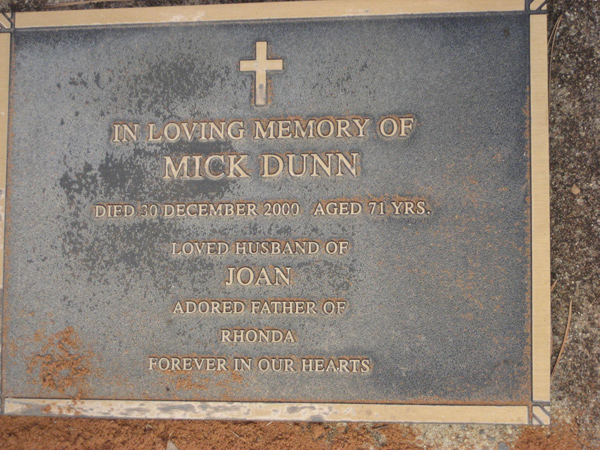 IN LOVING MEMORY OF
MICK DUNN
DIED 30 DECEMBER 2000 AGED 71 YRS.
LOVED HUSBAND OF
JOAN
ADORED FATHER OF
RHONDA
FOREVER IN OUR HEARTS